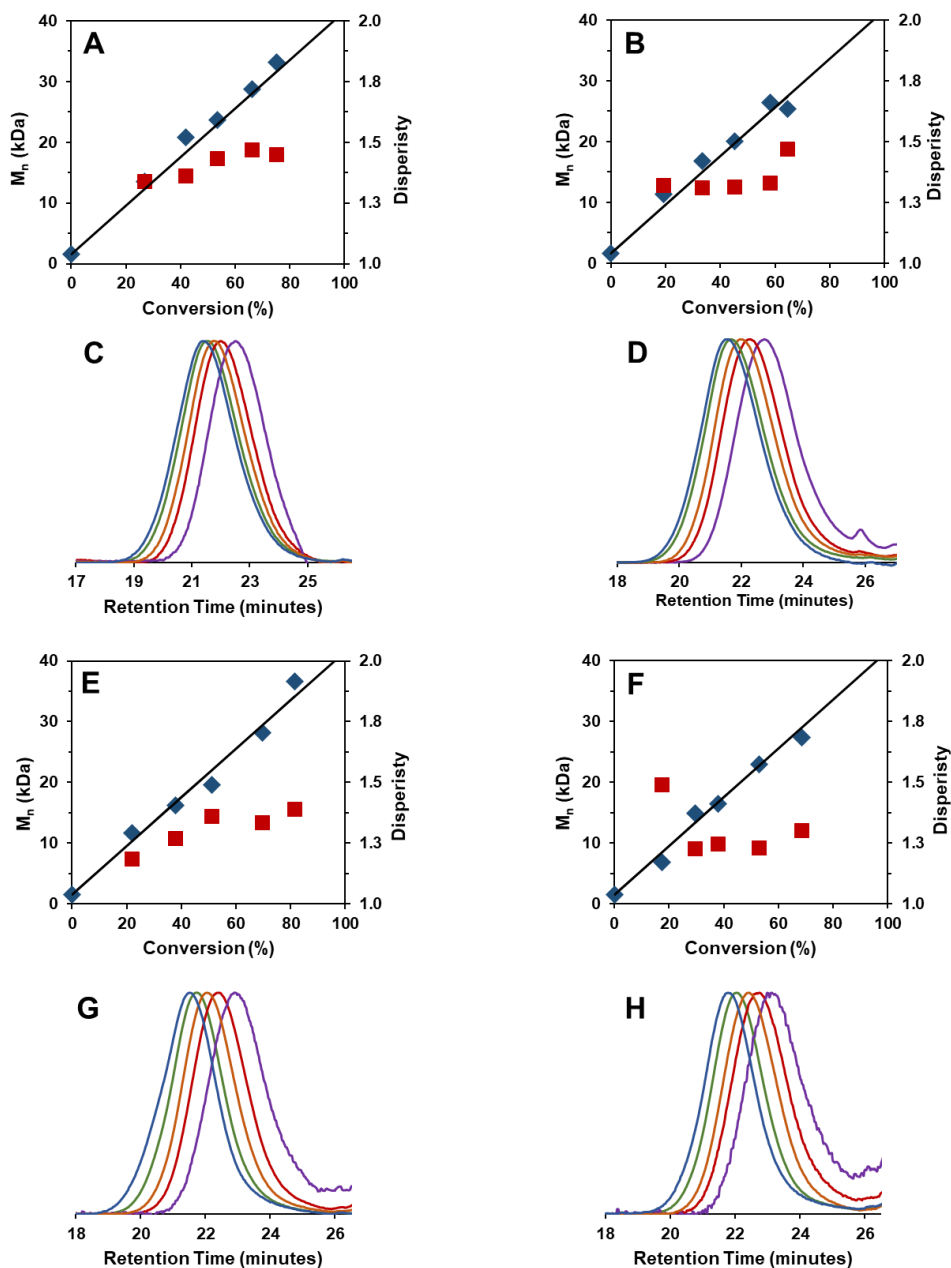 A
40
30
20
10
0
Mn (kDa)
2.0
1.8
1.5
1.3
1.0
Disperisty
0 20 40 60 80 100
Conversion (%)
B
40
30
20
10
0
Mn (kDa)
2.0
1.8
1.5
1.3
1.0
Disperisty
0 20 40 60 80 100
Conversion (%)
C
17 19 21 23 25
Retention Time (minutes)
D
18 20 22 24 26
Retention Time (minutes)
E
40
30
20
10
0
Mn (kDa)
2.0
1.8
1.5
1.3
1.0
Disperisty
0 20 40 60 80 100
Conversion (%)
F
40
30
20
10
0
Mn (kDa)
2.0
1.8
1.5
1.3
1.0
Disperisty
0 20 40 60 80 100
Conversion (%)
G
18 20 22 24 26
Retention Time (minutes)
H
18 20 22 24 26
Retention Time (minutes)